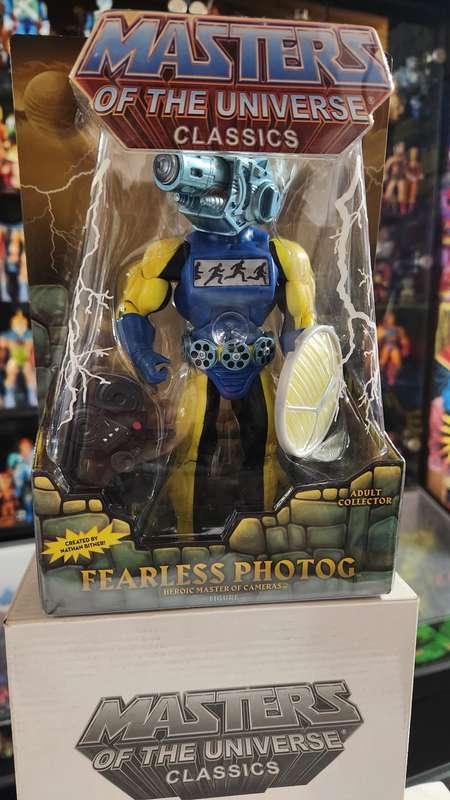 MASTERS
OF THE UNIVERSE®
CLASSICS
ADULT
COLLECTOR
CREATED BY
NATHAN BITNER!
FEARLESS PHOTOG
HEROIC MASTER OF CAMERAS™
FIGURE
MASTERS
OF THE UNIVERSE®
CLASSICS